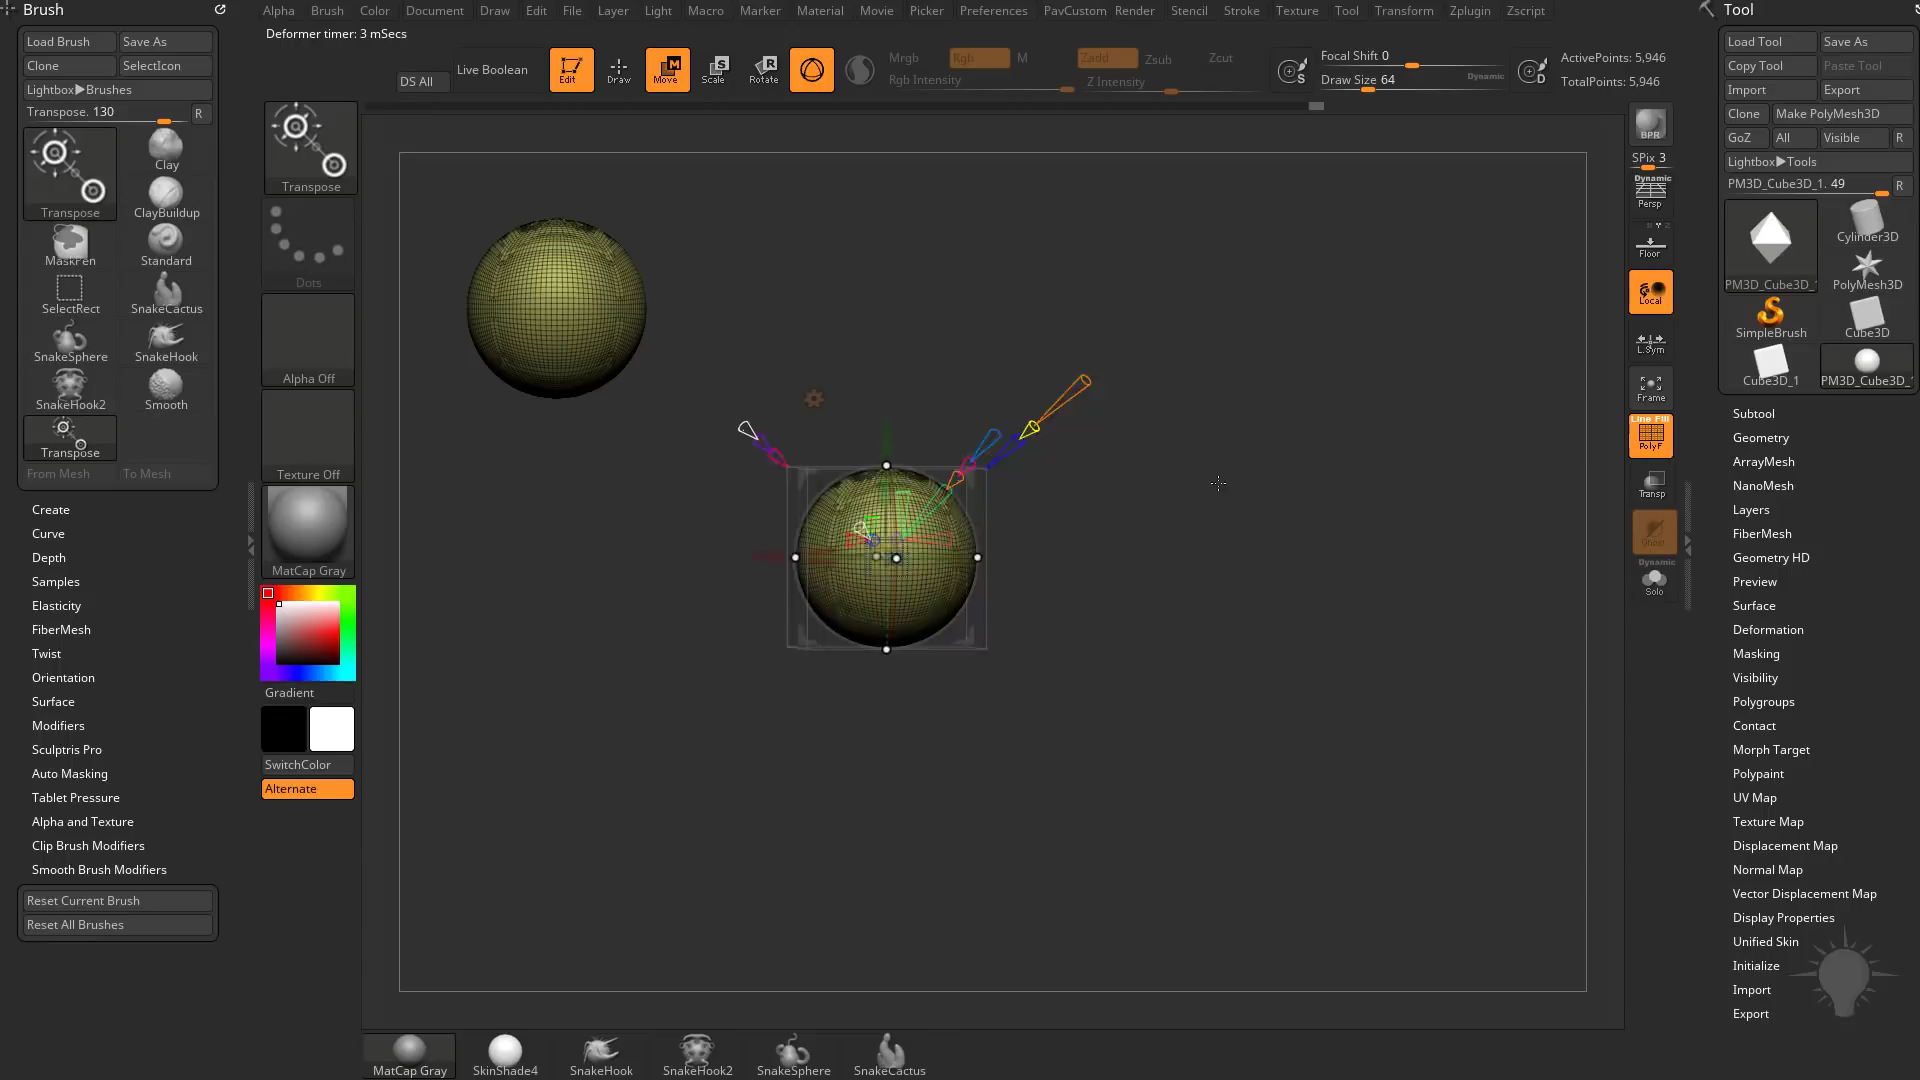 Brush
Alpha Brush Color Document Draw Edit File Layer Light Macro Marker Material Movie Picker Preferences PavCustom Render Stencil Stroke Texture Tool Transform Zplugin Zscript
Tool
Deformer timer: 3 mSecs
Load Brush Save As
Clone SelectIcon
Lightbox▶Brushes
Transpose. 130 R
Transpose
Clay
ClayBuildup
MaskPen Standard
SelectRect SnakeCactus
SnakeSphere SnakeHook
SnakeHook2 Smooth
Transpose
From Mesh To Mesh
Create
Curve
Depth
Samples
Elasticity
FiberMesh
Twist
Orientation
Surface
Modifiers
Sculptris Pro
Auto Masking
Tablet Pressure
Alpha and Texture
Clip Brush Modifiers
Smooth Brush Modifiers
Reset Current Brush
Reset All Brushes
DS All
Live Boolean
Edit
Draw
Move
Scale
Rotate
Mrgb Rgb M
Rgb Intensity
Zadd Zsub Zcut
Z Intensity
Focal Shift 0
Draw Size 64 Dynamic
ActivePoints: 5,946
TotalPoints: 5,946
Transpose
Dots
Alpha Off
Texture Off
MatCap Gray
Gradient
SwitchColor
Alternate
BPR
SPix 3
Dynamic
Persp
Floor
Local
L.Sym
Frame
Line Fill
PolyF
Transp
Ghost
Dynamic
Solo
Load Tool Save As
Copy Tool Paste Tool
Import Export
Clone Make PolyMesh3D
GoZ All Visible R
Lightbox▶Tools
PM3D_Cube3D_1. 49 R
PM3D_Cube3D_1
Cylinder3D
PolyMesh3D
SimpleBrush Cube3D
Cube3D_1 PM3D_Cube3D_1
Subtool
Geometry
ArrayMesh
NanoMesh
Layers
FiberMesh
Geometry HD
Preview
Surface
Deformation
Masking
Visibility
Polygroups
Contact
Morph Target
Polypaint
UV Map
Texture Map
Displacement Map
Normal Map
Vector Displacement Map
Display Properties
Unified Skin
Initialize
Import
Export
MatCap Gray SkinShade4 SnakeHook SnakeHook2 SnakeSphere SnakeCactus